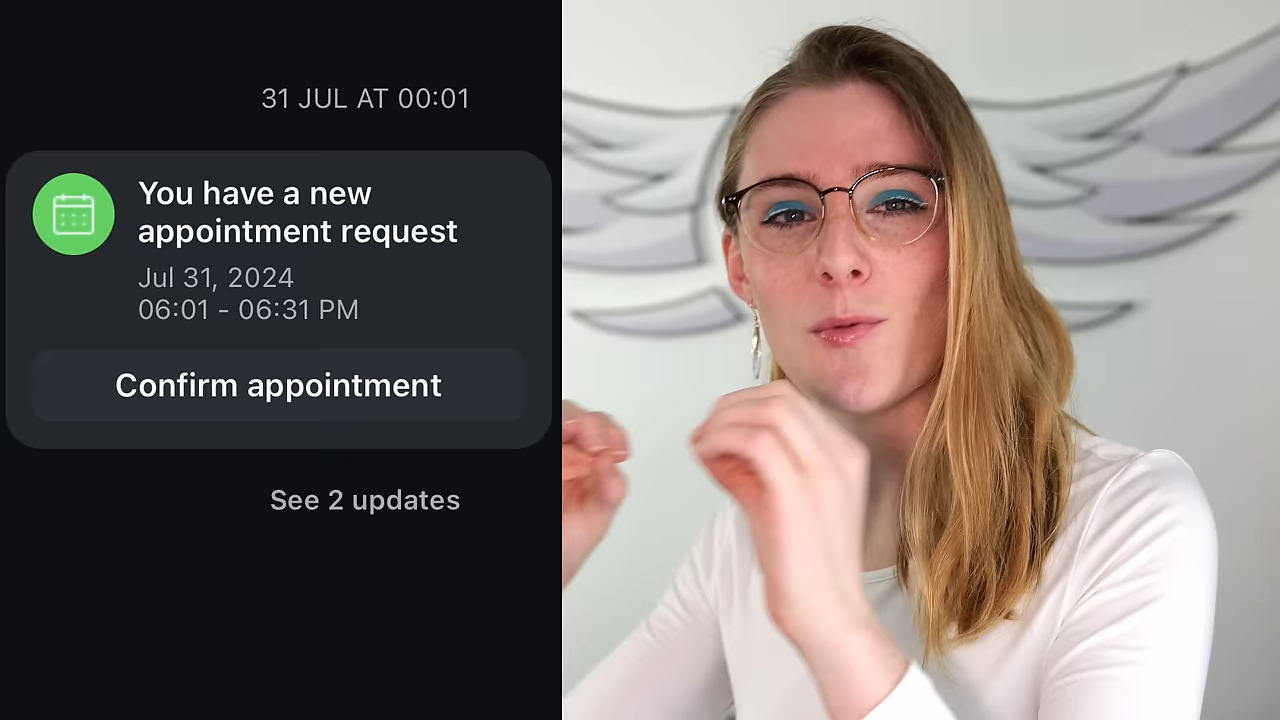 31 JUL AT 00:01
You have a new
appointment request
Jul 31, 2024
06:01 - 06:31 PM
Confirm appointment
See 2 updates